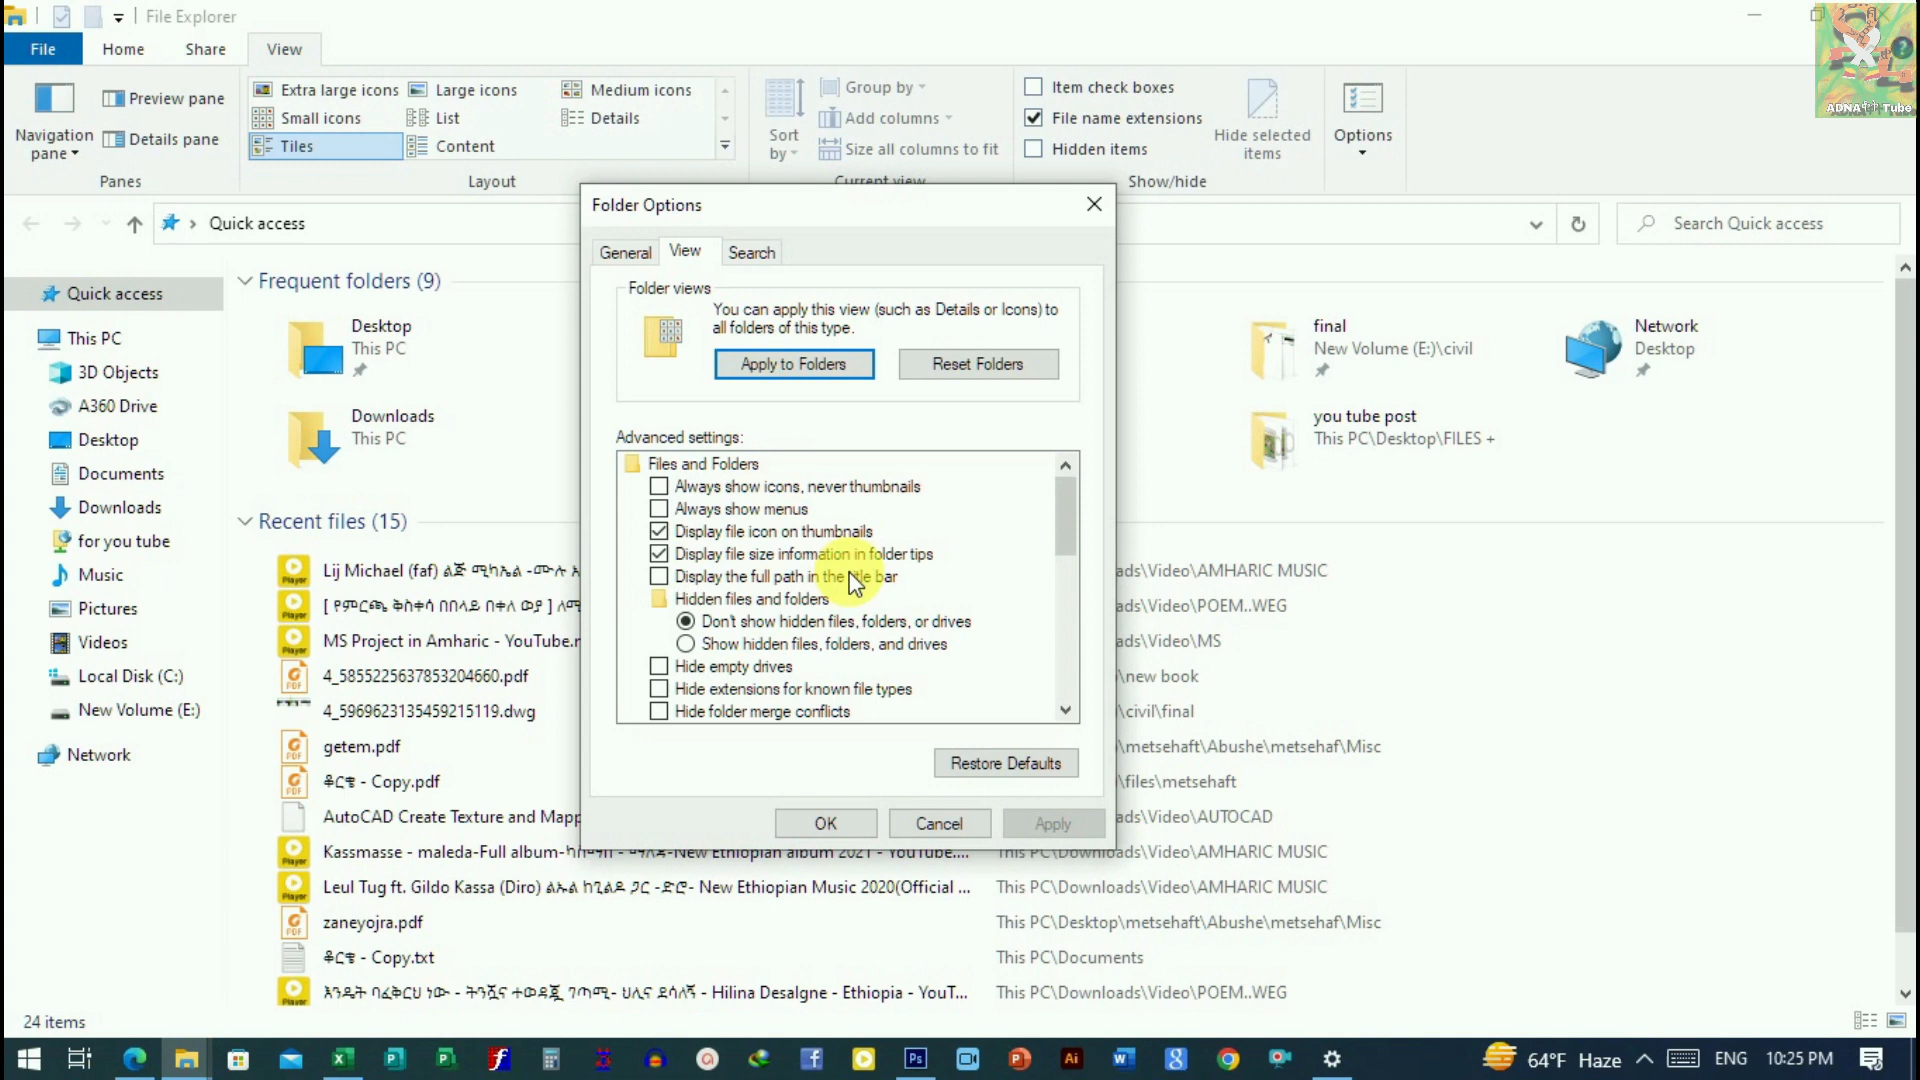 File Explorer
File Home Share View
Navigation pane
Preview pane
Details pane
Panes
Extra large icons Large icons Medium icons
Small icons List Details
Tiles Content
Layout
Sort by
Group by
Add columns
Size all columns to fit
Current view
Item check boxes
File name extensions
Hidden items
Hide selected items
Show/hide
Options
ADNA
Tube
Quick access
Search Quick access
Quick access
This PC
3D Objects
A360 Drive
Desktop
Documents
Downloads
for you tube
Music
Pictures
Videos
Local Disk (C:)
New Volume (E:)
Network
Frequent folders (9)
Desktop
This PC
Downloads
This PC
final
New Volume (E:)\civil
Network
Desktop
you tube post
This PC\Desktop\FILES +
Recent files (15)
Lij Michael (faf) ልጅ ሚካኤል -ሙሉ አ ads\Video\AMHARIC MUSIC
[ የምርጫ ቅስቀሳ በበላይ በቀለ ወያ ] ለሚ ads\Video\POEM..WEG
MS Project in Amharic - YouTube. ads\Video\MS
4_5855225637853204660.pdf \new book
4_5969623135459215119.dwg \civil\final
getem.pdf \metsehaft\Abushe\metsehaf\Misc
ቆርጬ - Copy.pdf \files\metsehaft
AutoCAD Create Texture and Mapp ads\Video\AUTOCAD
Kassmasse - maleda-Full album- -New Ethiopian album 2021 - YouTube.... This PC\Downloads\Video\AMHARIC MUSIC
Leul Tug ft. Gildo Kassa (Diro) ልኡል ከጊልዶ ጋር -ድሮ- New Ethiopian Music 2020(Official ... This PC\Downloads\Video\AMHARIC MUSIC
zaneyojra.pdf This PC\Desktop\metsehaft\Abushe\metsehaf\Misc
ቆርጬ - Copy.txt This PC\Documents
እንዴት ባፈቅርህ ነው - ትንሿና ተወዳጇ ገጣሚ- ህሊና ደሳለኝ - Hilina Desalgne - Ethiopia - YouT... This PC\Downloads\Video\POEM..WEG
Folder Options
General View Search
Folder views
You can apply this view (such as Details or Icons) to
all folders of this type.
Apply to Folders Reset Folders
Advanced settings:
Files and Folders
Always show icons, never thumbnails
Always show menus
Display file icon on thumbnails
Display file size information in folder tips
Display the full path in the title bar
Hidden files and folders
Don't show hidden files, folders, or drives
Show hidden files, folders, and drives
Hide empty drives
Hide extensions for known file types
Hide folder merge conflicts
Restore Defaults
OK Cancel Apply
24 items
64°F Haze ENG 10:25 PM